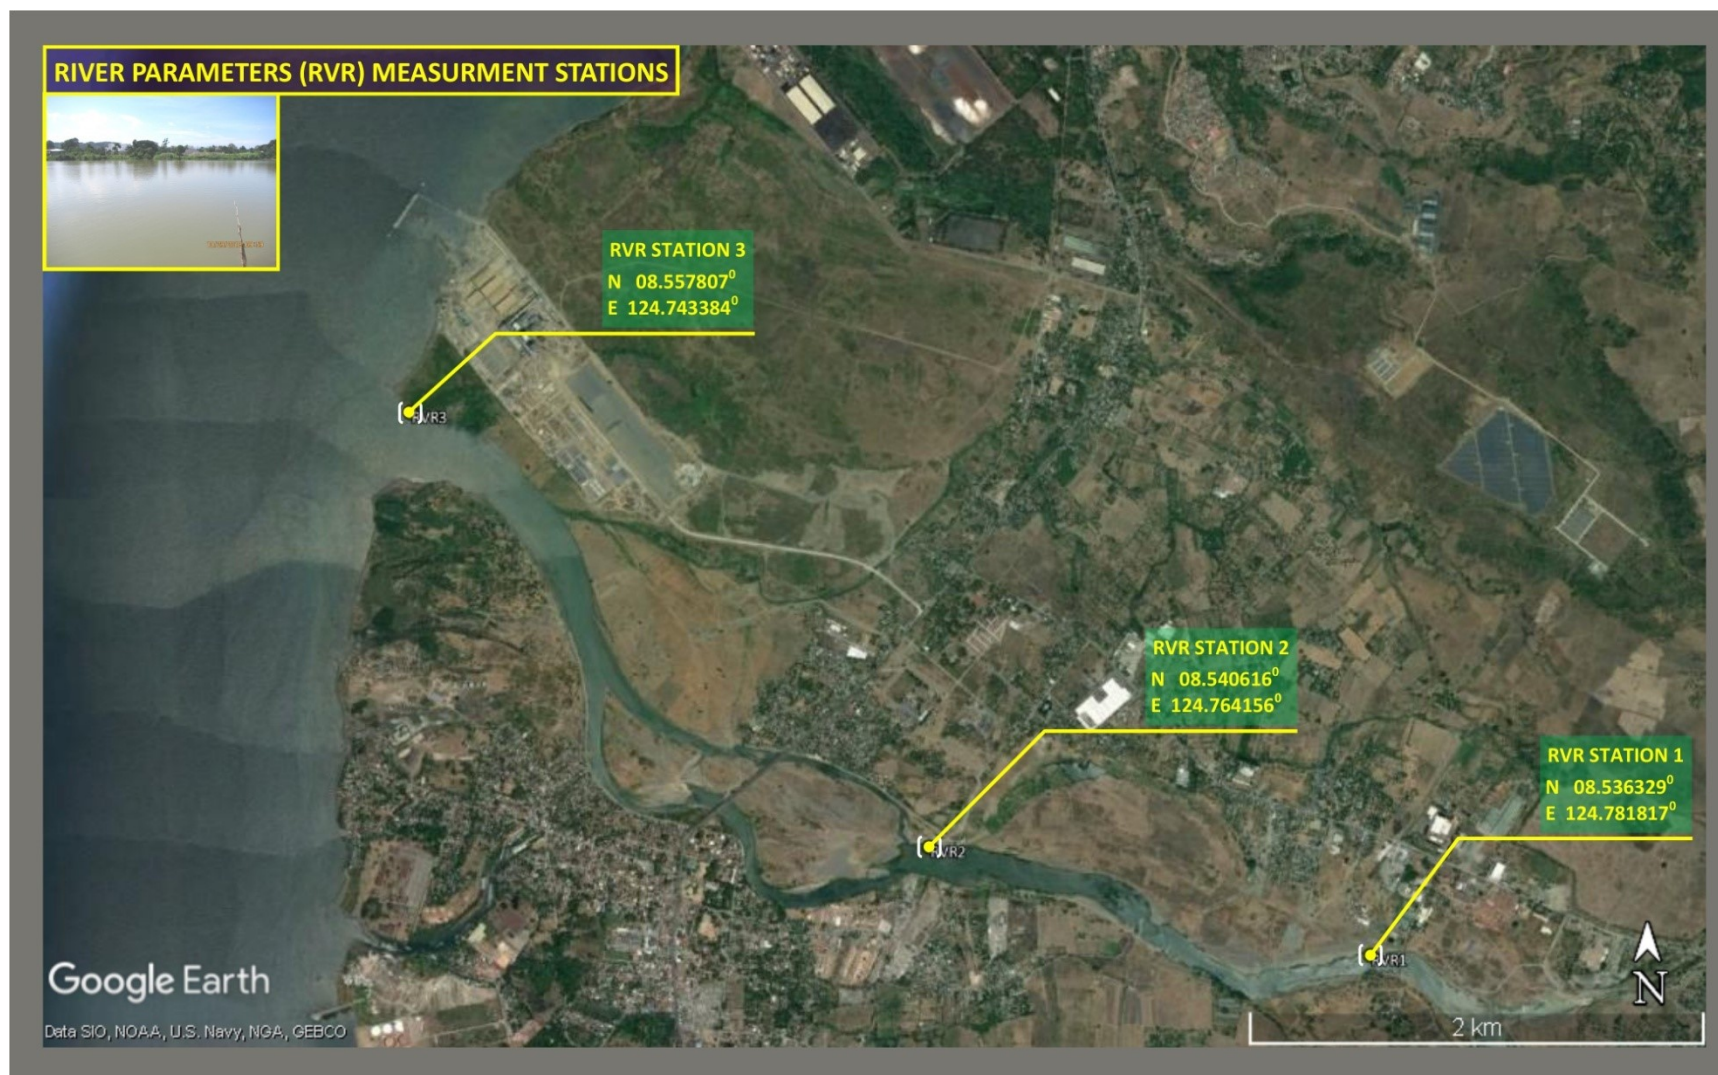 RIVER PARAMETERS (RVR) MEASURMENT STATIONS
RVR STATION 3
N 08.557807⁰
E 124.743384⁰
RVR3
RVR STATION 2
N 08.540616⁰
E 124.764156⁰
RVR2
RVR STATION 1
N 08.536329⁰
E 124.781817⁰
RVR1
N
2 km
Google Earth
Data SIO, NOAA, U.S. Navy, NGA, GEBCO